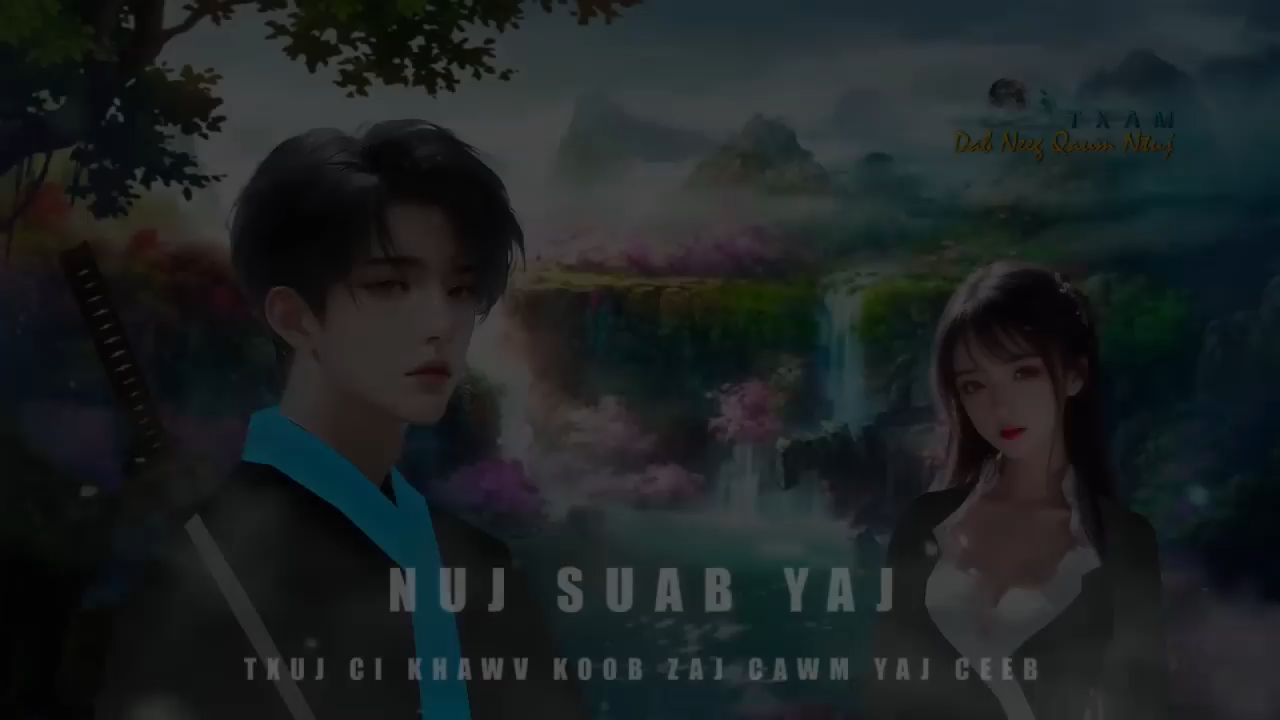 TXAM
Dab Neeg Qaum Ntuj
NUJ SUAB YAJ
TXUJ CI KHAWV KOOB ZAJ CAWM YAJ CEEB